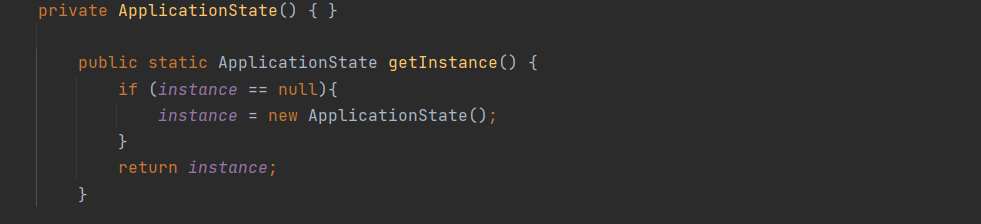 private ApplicationState() { }
public static ApplicationState getInstance() {
if (instance == null){
instance = new ApplicationState();
}
return instance;
}